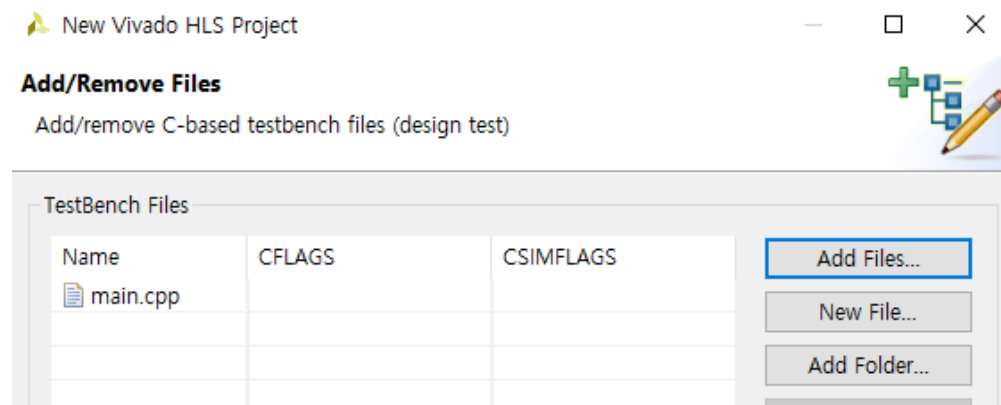 New Vivado HLS Project
Add/Remove Files
Add/remove C-based testbench files (design test)
TestBench Files
Name CFLAGS CSIMFLAGS
main.cpp
Add Files...
New File...
Add Folder...